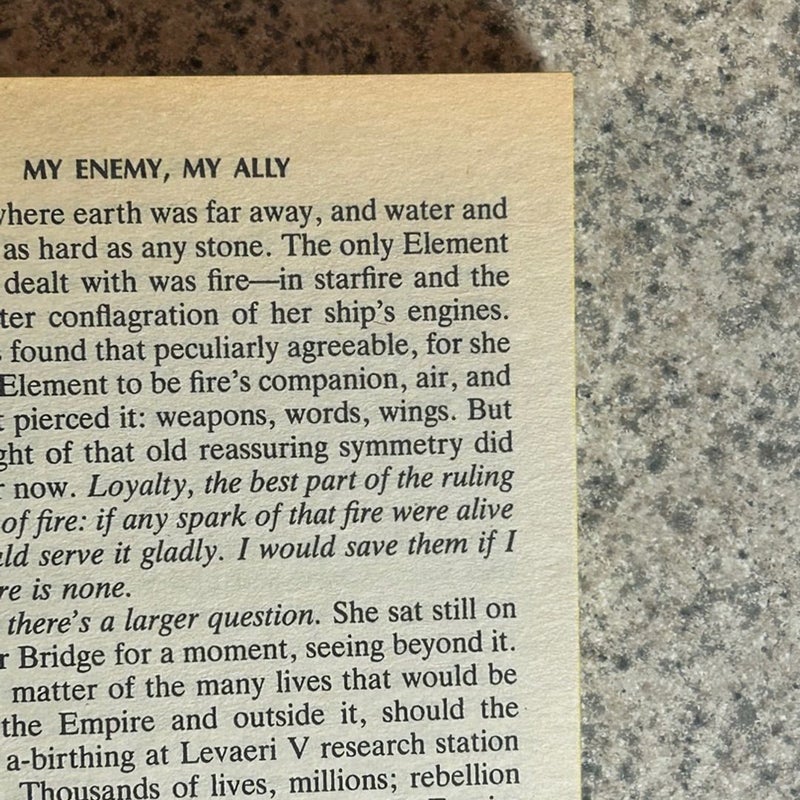 MY ENEMY, MY ALLY
where earth was far away, and water and
as hard as any stone. The only Element
dealt with was fire—in starfire and the
ter conflagration of her ship's engines.
found that peculiarly agreeable, for she
Element to be fire's companion, air, and
pierced it: weapons, words, wings. But
ght of that old reassuring symmetry did
r now. Loyalty, the best part of the ruling
of fire: if any spark of that fire were alive
uld serve it gladly. I would save them if I
re is none.
there's a larger question. She sat still on
r Bridge for a moment, seeing beyond it.
matter of the many lives that would be
the Empire and outside it, should the
a-birthing at Levaeri V research station
Thousands of lives, millions; rebellion